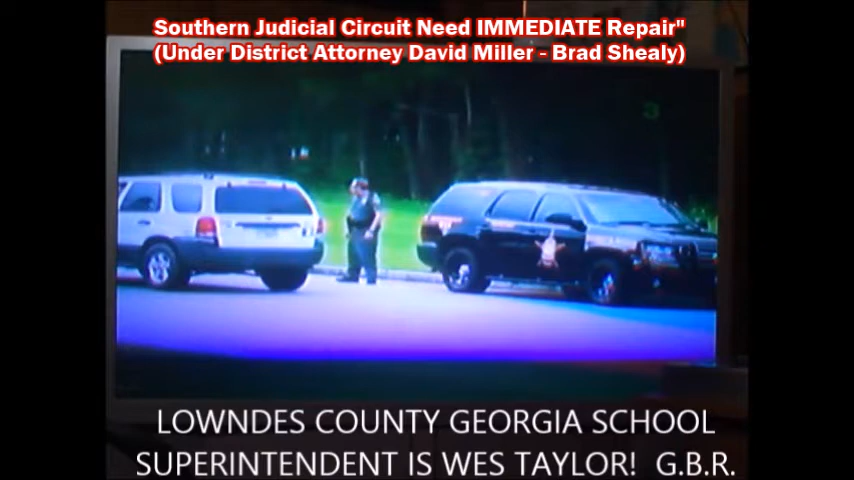 Southern Judicial Circuit Need IMMEDIATE Repair"
(Under District Attorney David Miller - Brad Shealy)
3
LOWNDES COUNTY GEORGIA SCHOOL
SUPERINTENDENT IS WES TAYLOR!  G.B.R.